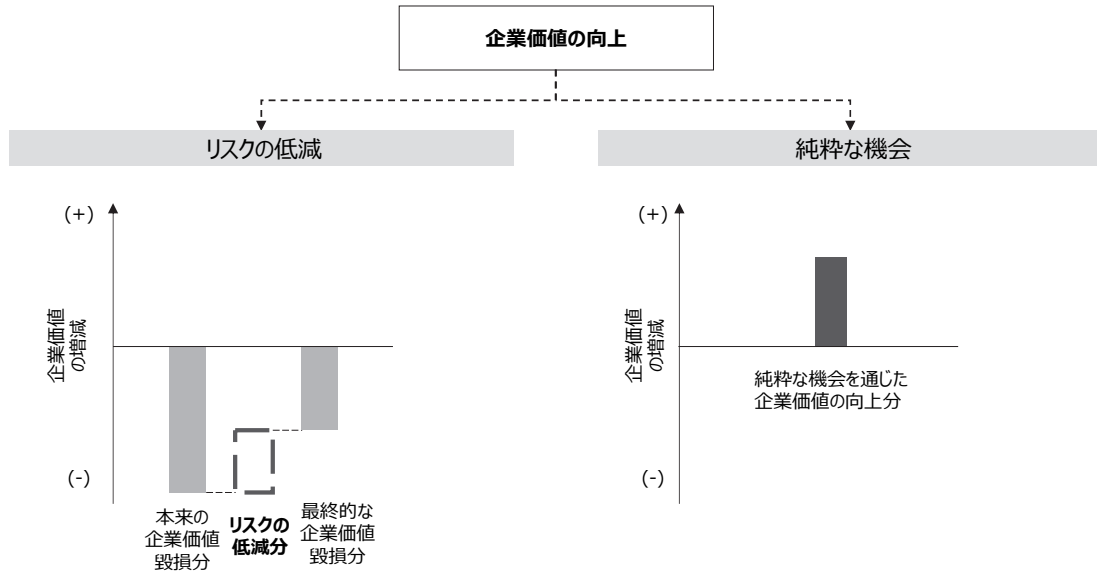 企業価値の向上
リスクの低減
(+)
企業価値
の増減
(-)
本来の
企業価値
毀損分
リスクの
低減分
最終的な
企業価値
毀損分
純粋な機会
(+)
企業価値
の増減
(-)
純粋な機会を通じた
企業価値の向上分